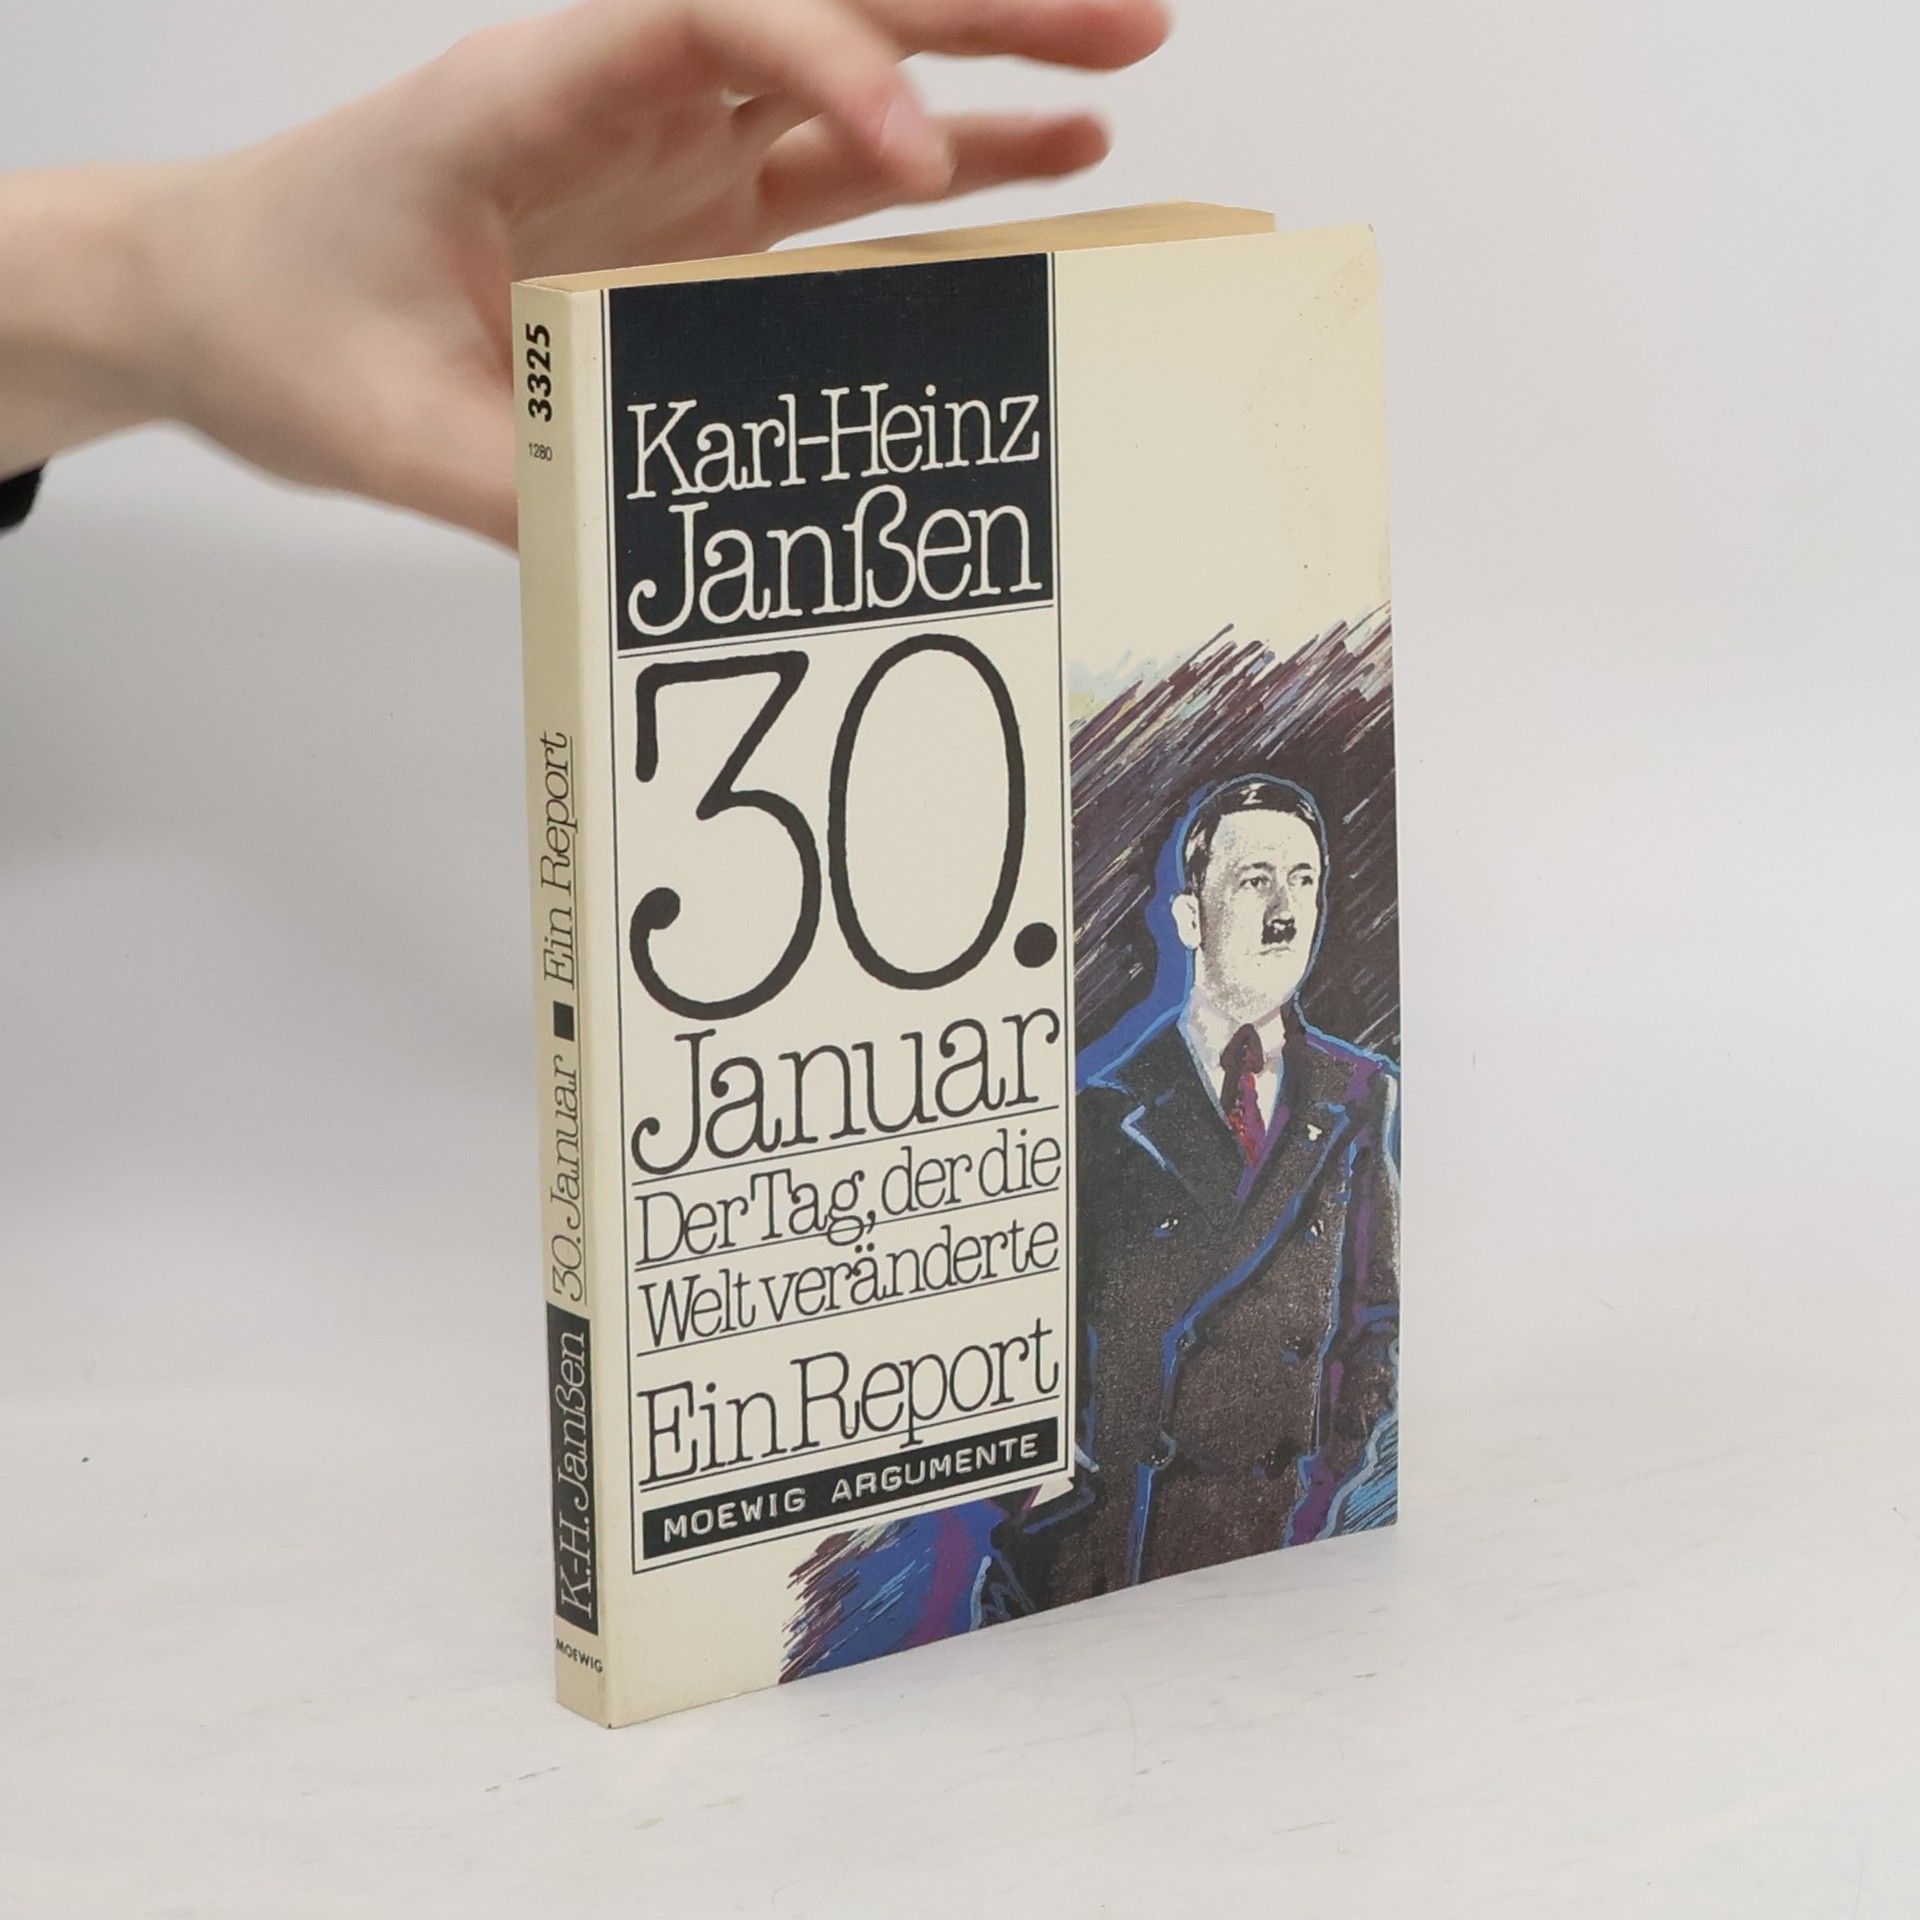 3325
1280
Ein Report
30. Januar
K.-H. Janßen
MOEWIG
Karl-Heinz
Janßen
30.
Januar
Der Tag, der die
Welt veränderte
Ein Report
MOEWIG ARGUMENTE